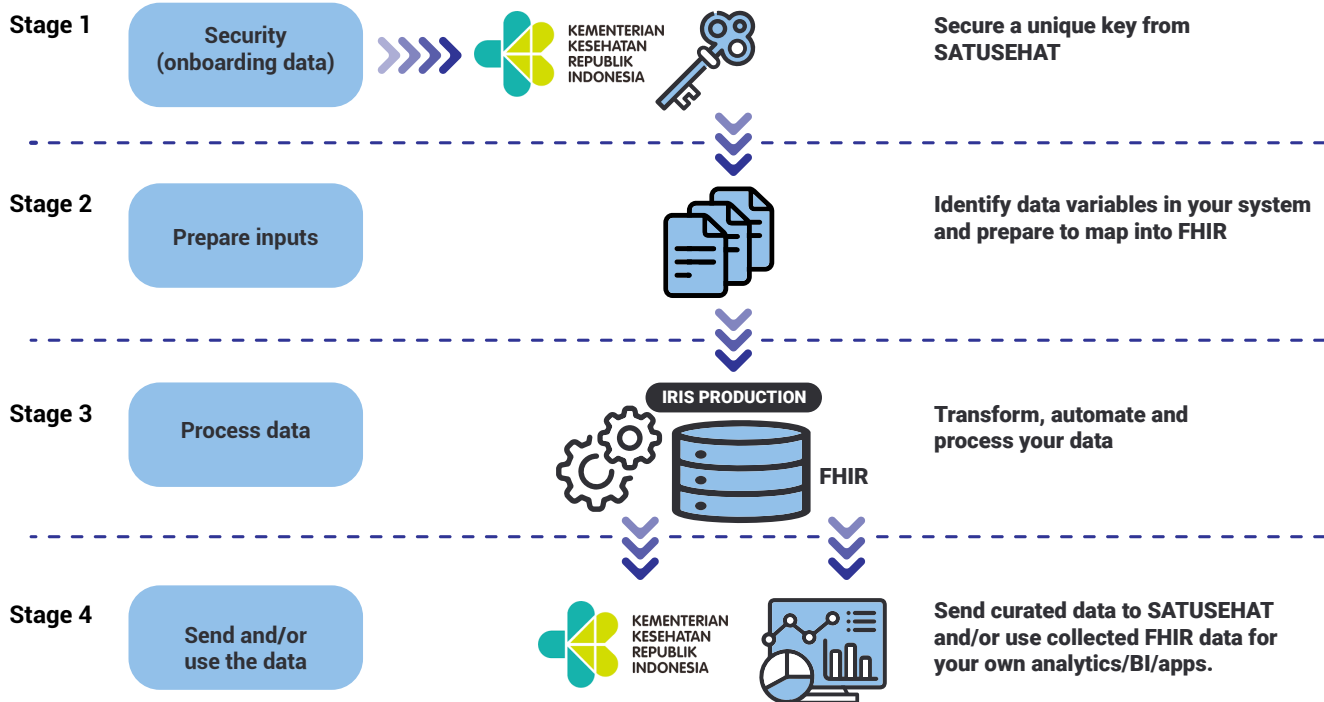 Stage 1
Security
(onboarding data)
KEMENTERIAN
KESEHATAN
REPUBLIK
INDONESIA
Secure a unique key from
SATUSEHAT
Stage 2
Prepare inputs
Identify data variables in your system
and prepare to map into FHIR
Stage 3
Process data
IRIS PRODUCTION
FHIR
Transform, automate and
process your data
Stage 4
Send and/or
use the data
KEMENTERIAN
KESEHATAN
REPUBLIK
INDONESIA
Send curated data to SATUSEHAT
and/or use collected FHIR data for
your own analytics/BI/apps.